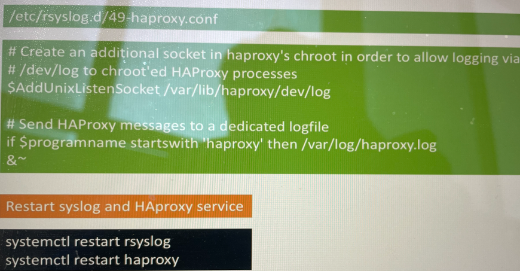 /etc/rsyslog.d/49-haproxy.conf
# Create an additional socket in haproxy's chroot in order to allow logging via
# /dev/log to chroot'ed HAProxy processes
$AddUnixListenSocket /var/lib/haproxy/dev/log
# Send HAProxy messages to a dedicated logfile
if $programname startswith 'haproxy' then /var/log/haproxy.log
&~
Restart syslog and HAproxy service
systemctl restart rsyslog
systemctl restart haproxy